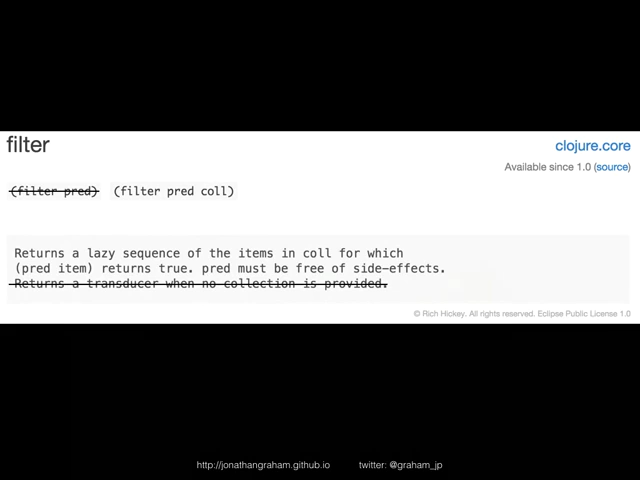 filter
clojure.core
Available since 1.0 (source)
(filter pred) (filter pred coll)
Returns a lazy sequence of the items in coll for which
(pred item) returns true. pred must be free of side-effects.
Returns a transducer when no collection is provided.
© Rich Hickey. All rights reserved. Eclipse Public License 1.0
http://jonathangraham.github.io twitter: @graham_jp